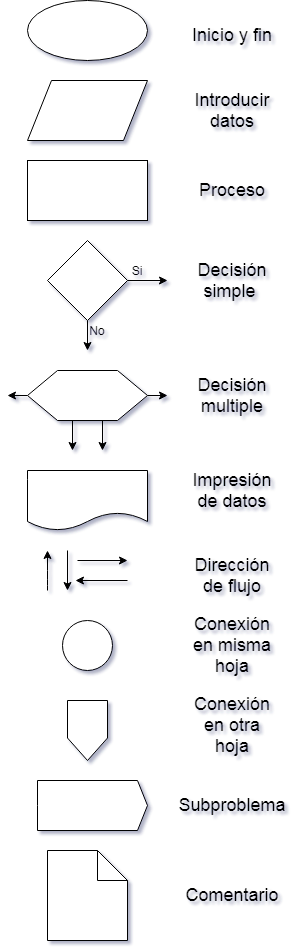 Inicio y fin
Introducir
datos
Proceso
Si
Decisión
simple
No
Decisión
multiple
Impresión
de datos
Dirección
de flujo
Conexión
en misma
hoja
Conexión
en otra
hoja
Subproblema
Comentario